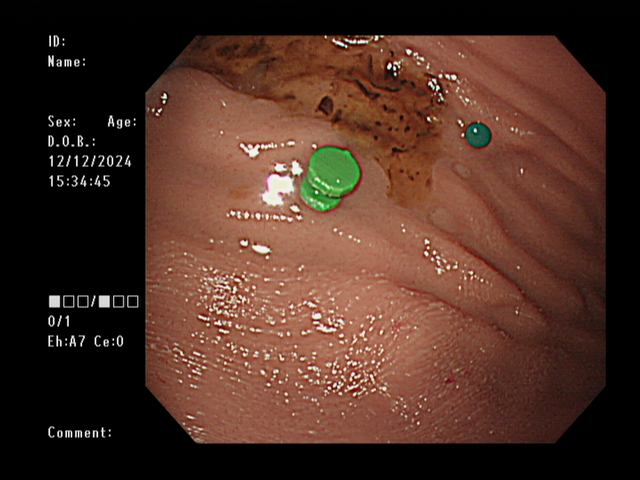 ID:
Name:
Sex: Age:
D.O.B.:
12/12/2024
15:34:45
■□□/■□□
0/1
Eh:A7 Ce:0
Comment: